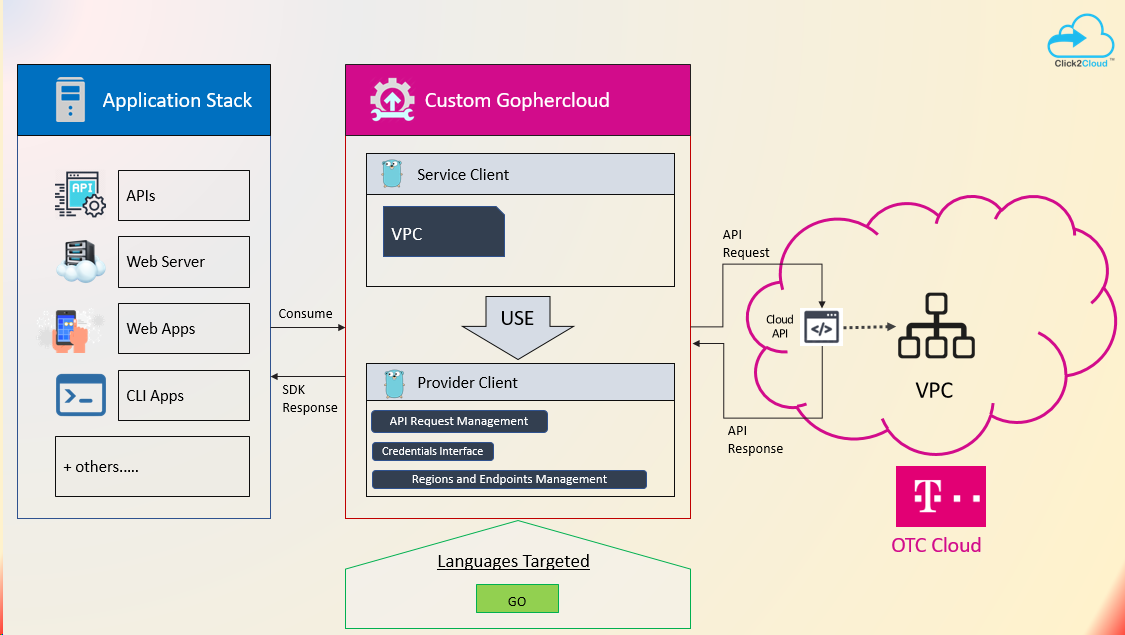 Click2Cloud™
Application Stack
API
APIs
Web Server
Web Apps
CLI Apps
+ others.....
Consume
SDK
Response
Custom Gophercloud
Service Client
VPC
USE
Provider Client
API Request Management
Credentials Interface
Regions and Endpoints Management
Languages Targeted
GO
API
Request
API
Response
Cloud
API
</>
VPC
T
OTC Cloud